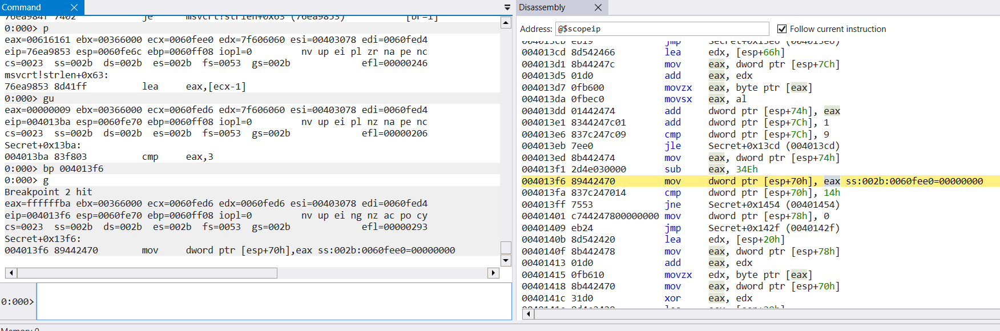 Command
76ea984f 7402 je msvcrt!strlen+0x63 (76ea9853) [br=1]
0:000> p
eax=00616161 ebx=00366000 ecx=0060fee0 edx=7f606060 esi=00403078 edi=0060fed4
eip=76ea9853 esp=0060fe6c ebp=0060ff08 iopl=0 nv up ei pl zr na pe nc
cs=0023 ss=002b ds=002b es=002b fs=0053 gs=002b efl=00000246
msvcrt!strlen+0x63:
76ea9853 8d41ff lea eax,[ecx-1]
0:000> gu
eax=00000009 ebx=00366000 ecx=0060fed6 edx=7f606060 esi=00403078 edi=0060fed4
eip=004013ba esp=0060fe70 ebp=0060ff08 iopl=0 nv up ei pl nz na pe nc
cs=0023 ss=002b ds=002b es=002b fs=0053 gs=002b efl=00000206
Secret+0x13ba:
004013ba 83f803 cmp eax,3
0:000> bp 004013f6
0:000> g
Breakpoint 2 hit
eax=ffffffba ebx=00366000 ecx=0060fed6 edx=0060fed6 esi=00403078 edi=0060fed4
eip=004013f6 esp=0060fe70 ebp=0060ff08 iopl=0 nv up ei ng nz ac po cy
cs=0023 ss=002b ds=002b es=002b fs=0053 gs=002b efl=00000293
Secret+0x13f6:
004013f6 89442470 mov dword ptr [esp+70h],eax ss:002b:0060fee0=00000000
0:000>
Disassembly
Address: @$scopeip Follow current instruction
004013cb eb19 jmp Secret+0x13e6 (004013e6)
004013cd 8d542466 lea edx, [esp+66h]
004013d1 8b44247c mov eax, dword ptr [esp+7Ch]
004013d5 01d0 add eax, edx
004013d7 0fb600 movzx eax, byte ptr [eax]
004013da 0fbec0 movsx eax, al
004013dd 01442474 add dword ptr [esp+74h], eax
004013e1 8344247c01 add dword ptr [esp+7Ch], 1
004013e6 837c247c09 cmp dword ptr [esp+7Ch], 9
004013eb 7ee0 jle Secret+0x13cd (004013cd)
004013ed 8b442474 mov eax, dword ptr [esp+74h]
004013f1 2d4e030000 sub eax, 34Eh
004013f6 89442470 mov dword ptr [esp+70h], eax ss:002b:0060fee0=00000000
004013fa 837c247014 cmp dword ptr [esp+70h], 14h
004013ff 7553 jne Secret+0x1454 (00401454)
00401401 c744247800000000 mov dword ptr [esp+78h], 0
00401409 eb24 jmp Secret+0x142f (0040142f)
0040140b 8d542420 lea edx, [esp+20h]
0040140f 8b442478 mov eax, dword ptr [esp+78h]
00401413 01d0 add eax, edx
00401415 0fb610 movzx edx, byte ptr [eax]
00401418 8b442470 mov eax, dword ptr [esp+70h]
0040141c 31d0 xor eax, edx
Memory 0